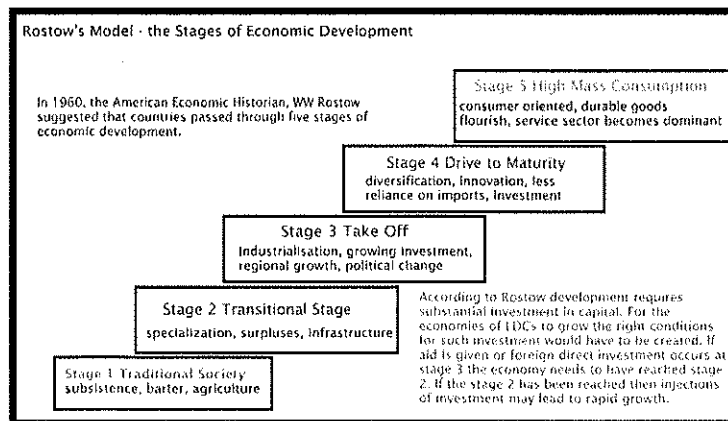 Rostow's Model - the Stages of Economic Development
In 1960, the American Economic Historian, WW Rostow
suggested that countries passed through five stages of
economic development.
Stage 5 High Mass Consumption
consumer oriented, durable goods
flourish, service sector becomes dominant
Stage 4 Drive to Maturity
diversification, innovation, less
reliance on imports, investment
Stage 3 Take Off
Industrialisation, growing investment,
regional growth, political change
Stage 2 Transitional Stage
specialization, surpluses, infrastructure
Stage 1 Traditional Society
subsistence, barter, agriculture
According to Rostow development requires
substantial investment in capital. For the
economies of LDCs to grow the right conditions
for such investment would have to be created. If
aid is given or foreign direct investment occurs at
stage 3 the economy needs to have reached stage
2. If the stage 2 has been reached then injections
of investment may lead to rapid growth.